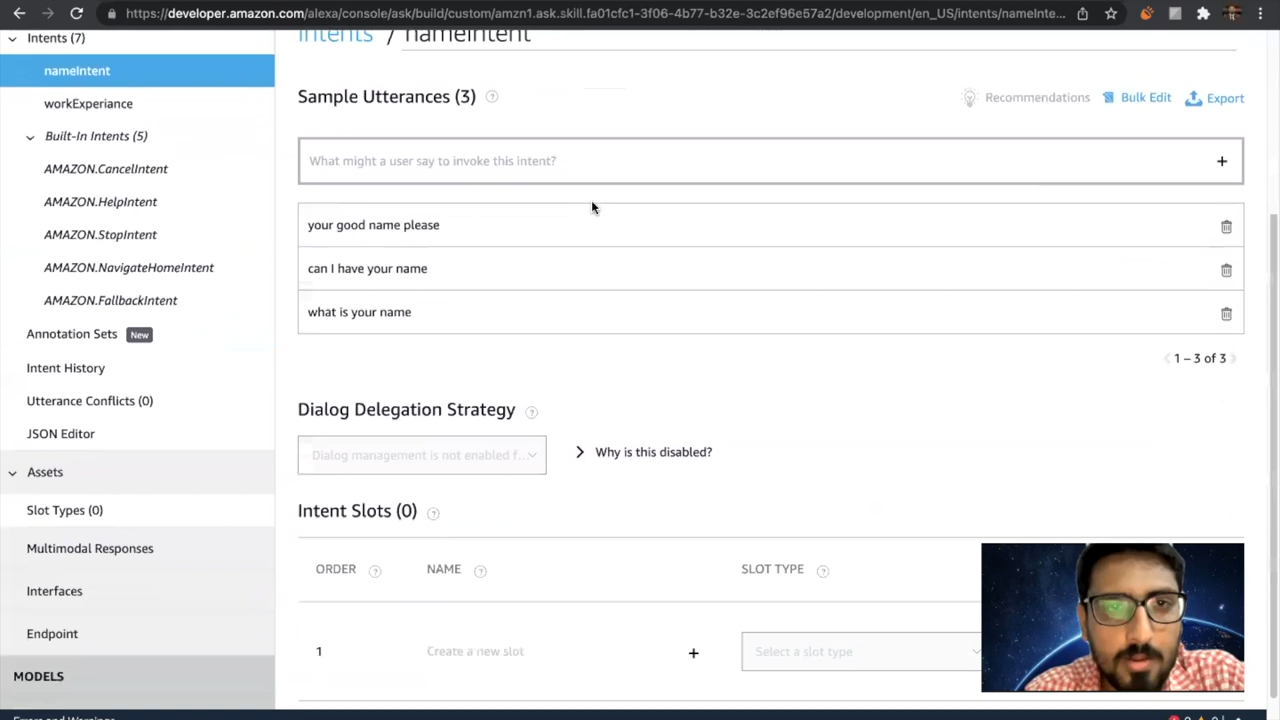 https://developer.amazon.com/alexa/console/ask/build/custom/amzn1.ask.skill.fa01cfc1-3f06-4b77-b32e-3c2ef96e57a2/development/en_US/intents/nameInte...
Intents (7)
nameIntent
workExperiance
Built-In Intents (5)
AMAZON.CancelIntent
AMAZON.HelpIntent
AMAZON.StopIntent
AMAZON.NavigateHomeIntent
AMAZON.FallbackIntent
Annotation Sets New
Intent History
Utterance Conflicts (0)
JSON Editor
Assets
Slot Types (0)
Multimodal Responses
Interfaces
Endpoint
MODELS
Intents / nameIntent
Sample Utterances (3) ?
Recommendations Bulk Edit Export
What might a user say to invoke this intent? +
your good name please
can I have your name
what is your name
1 – 3 of 3
Dialog Delegation Strategy ?
Dialog management is not enabled f...
Why is this disabled?
Intent Slots (0) ?
ORDER ? NAME ? SLOT TYPE ?
1 Create a new slot + Select a slot type